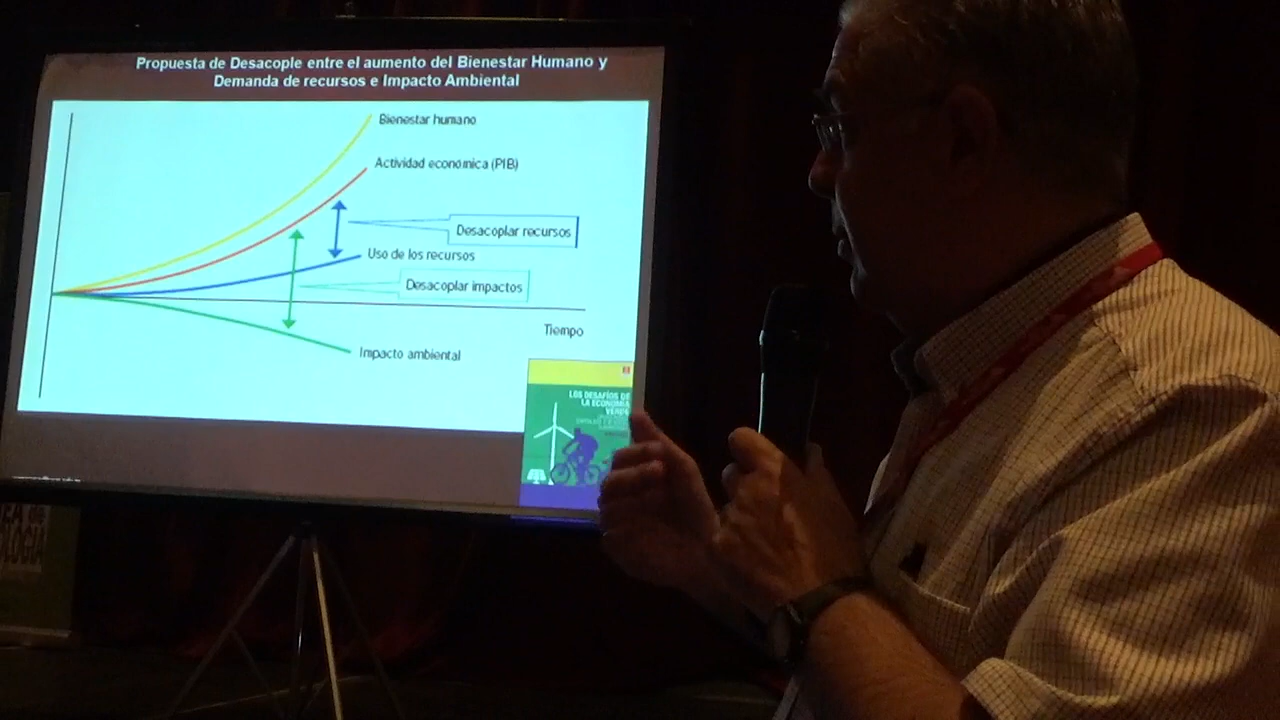 Propuesta de Desacople entre el aumento del Bienestar Humano y
Demanda de recursos e Impacto Ambiental
Bienestar humano
Actividad económica (PIB)
Desacoplar recursos
Uso de los recursos
Desacoplar impactos
Tiempo
Impacto ambiental
LOS DESAFÍOS DE
LA ECONOMÍA
VERDE